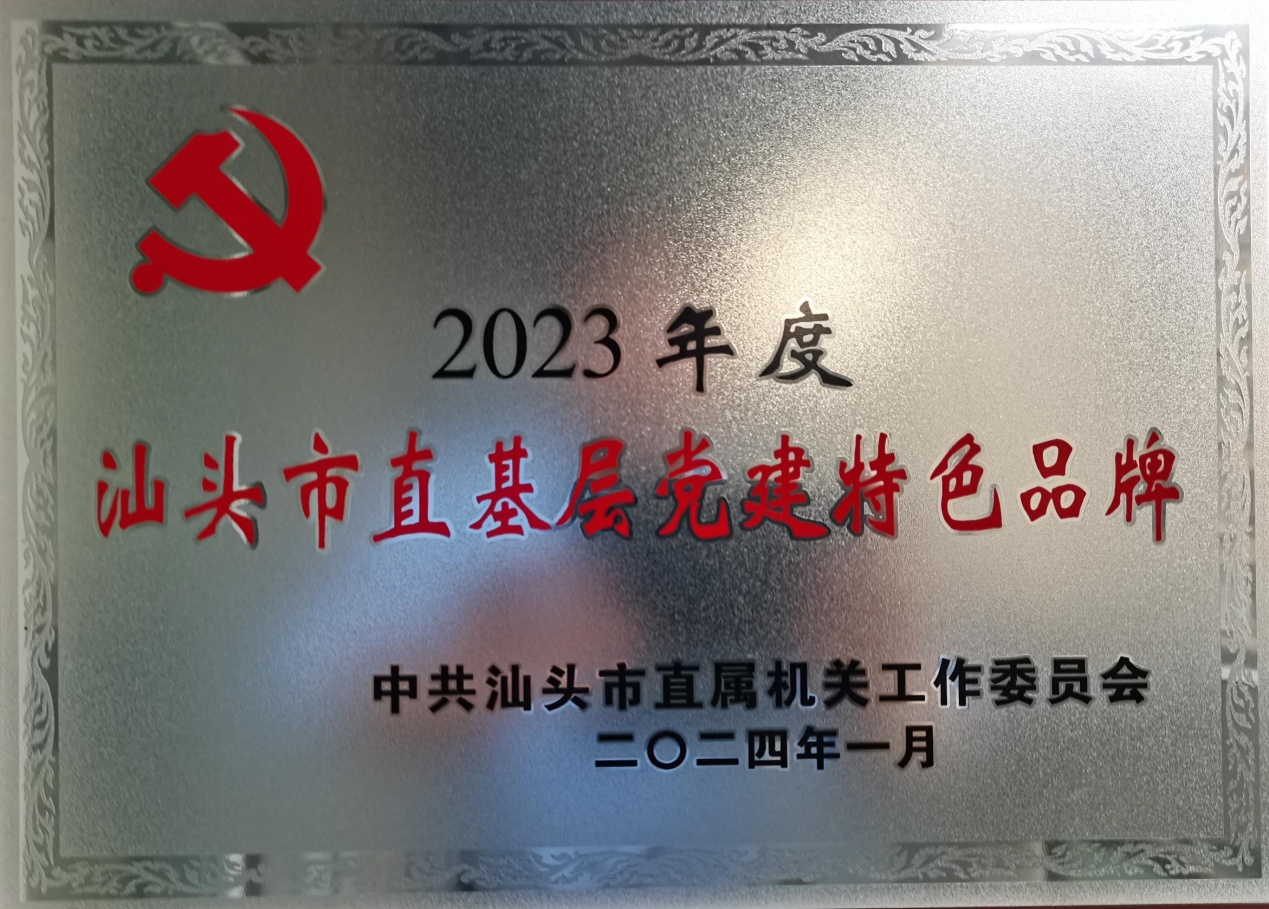 2023年度
汕头市直基层党建特色品牌
中共汕头市直属机关工作委员会
二〇二四年一月